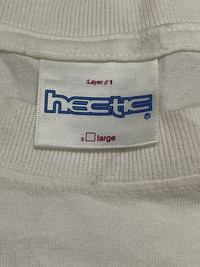 :Layer // 1
hectic®
large